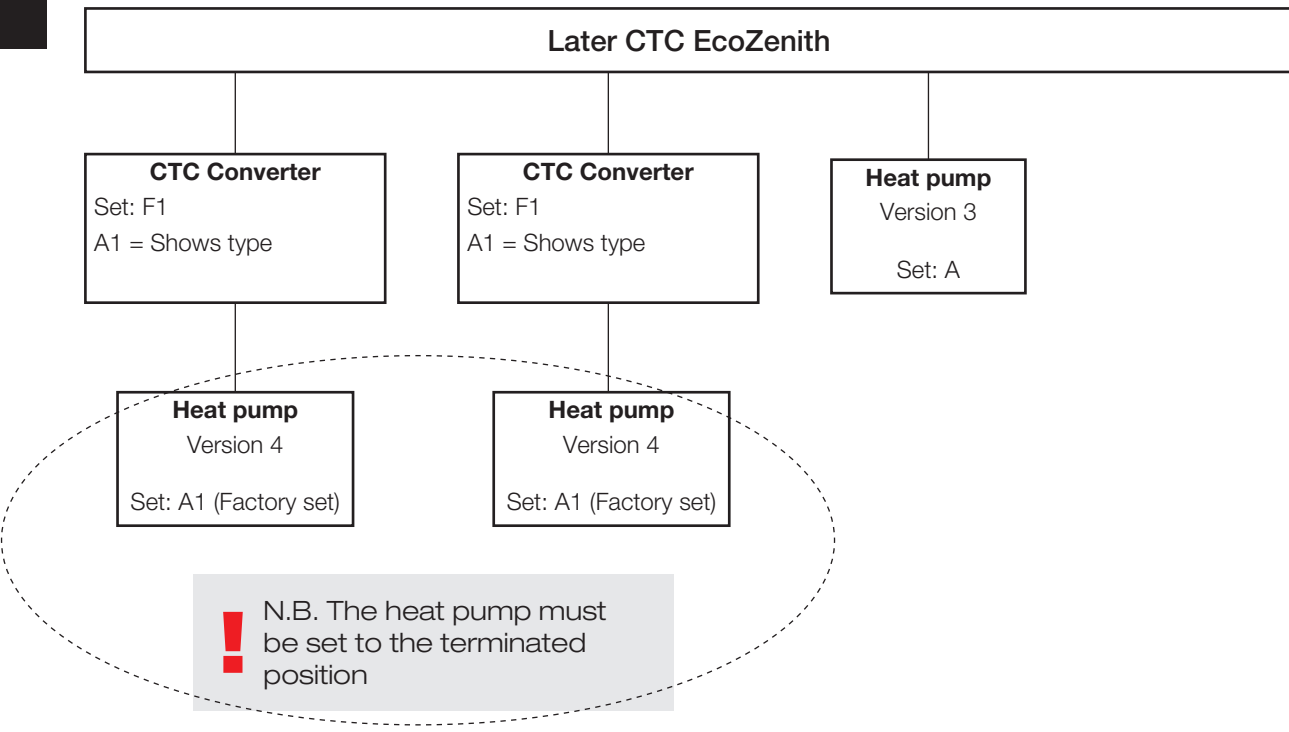 Later CTC EcoZenith
CTC Converter
Set: F1
A1 = Shows type
CTC Converter
Set: F1
A1 = Shows type
Heat pump
Version 3
Set: A
Heat pump
Version 4
Set: A1 (Factory set)
Heat pump
Version 4
Set: A1 (Factory set)
!
N.B. The heat pump must
be set to the terminated
position